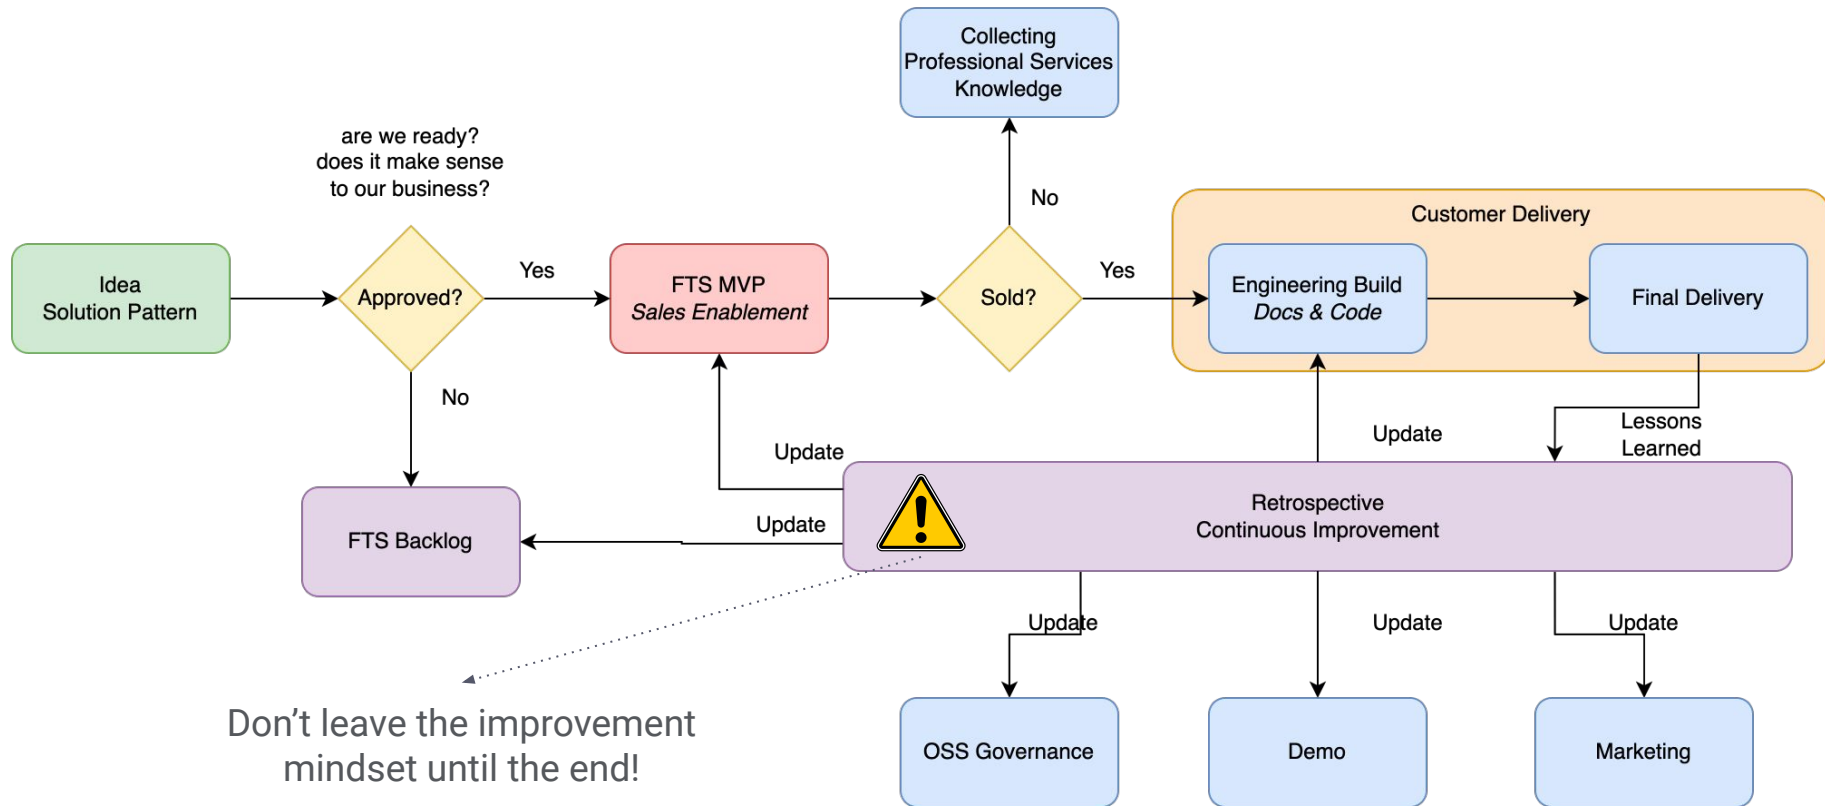 Collecting
Professional Services
Knowledge
are we ready?
does it make sense
to our business?
No
Customer Delivery
Idea
Solution Pattern
Approved?
Yes
FTS MVP
Sales Enablement
Sold?
Yes
Engineering Build
Docs & Code
Final Delivery
No
Update
Update
Lessons
Learned
FTS Backlog
Update
Retrospective
Continuous Improvement
Update
Update
Update
Don’t leave the improvement
mindset until the end!
OSS Governance
Demo
Marketing